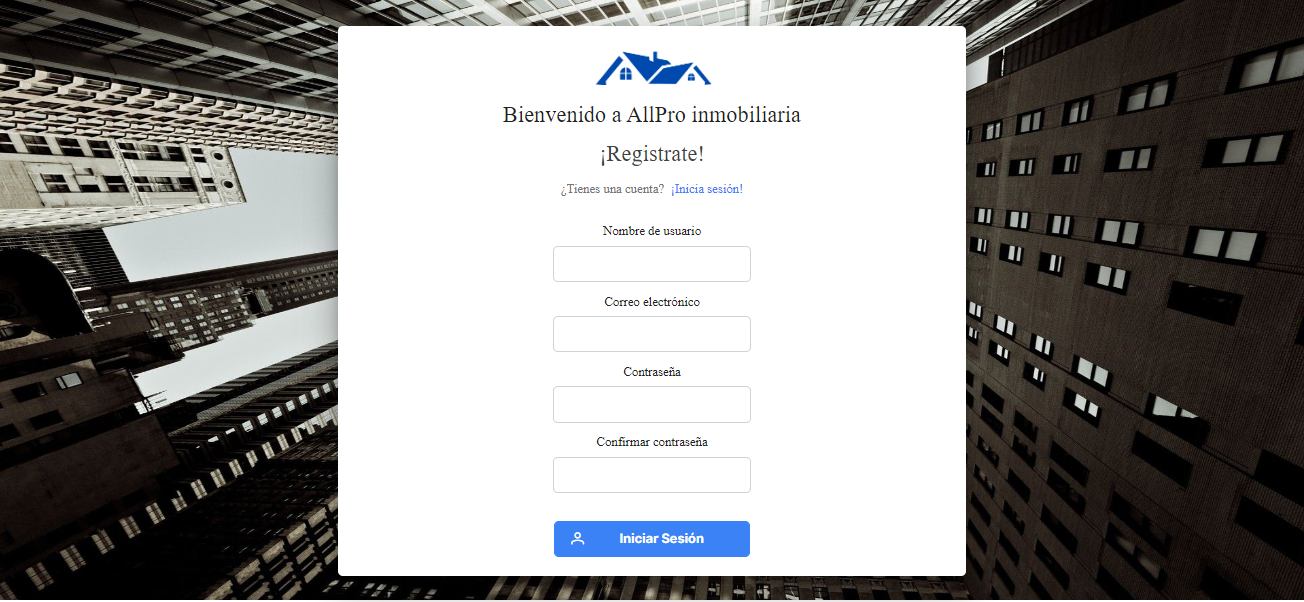 Bienvenido a AllPro inmobiliaria
¡Registrate!
¿Tienes una cuenta? ¡Inicia sesión!
Nombre de usuario
Correo electrónico
Contraseña
Confirmar contraseña
Iniciar Sesión